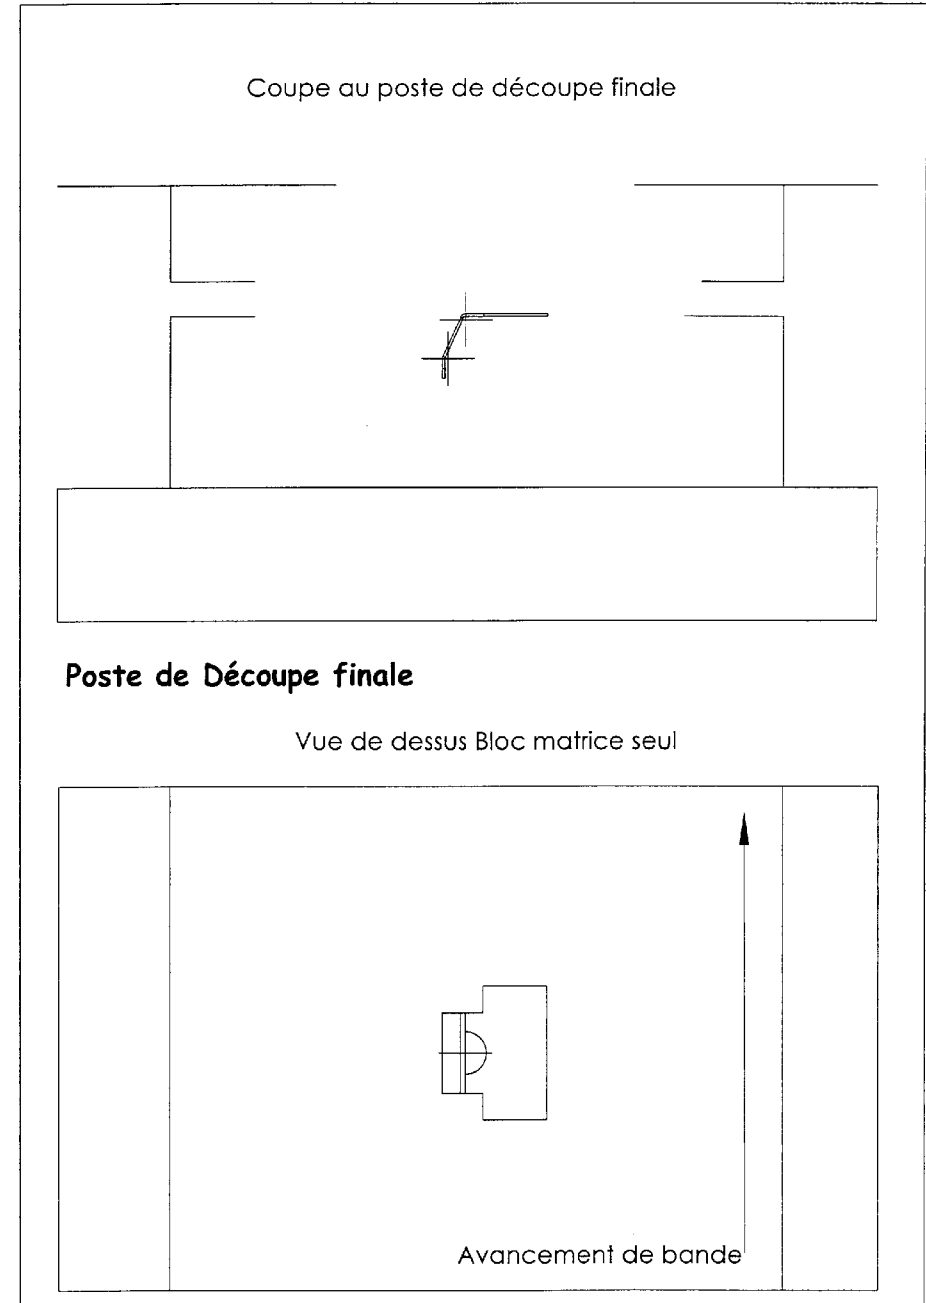 Coupe au poste de découpe finale
Poste de Découpe finale
Vue de dessus Bloc matrice seul
Avancement de bande